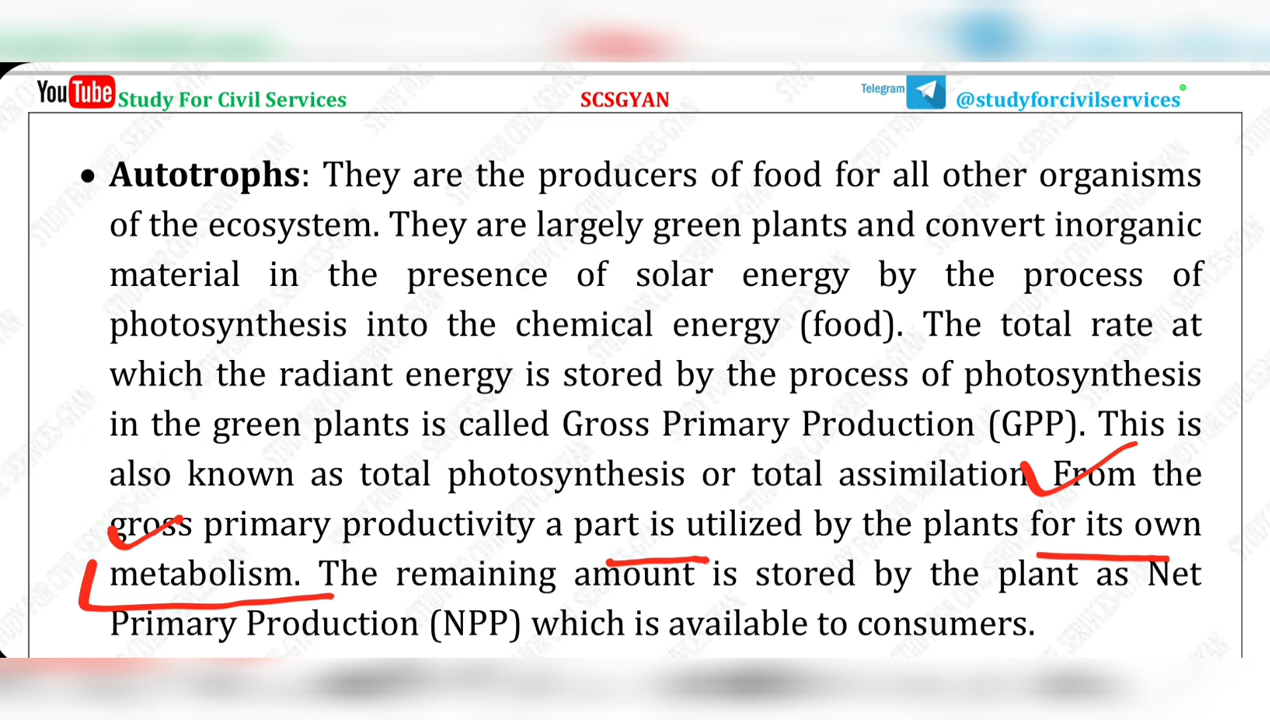 YouTube Study For Civil Services SCSGYAN Telegram @studyforcivilservices
• Autotrophs: They are the producers of food for all other organisms
of the ecosystem. They are largely green plants and convert inorganic
material in the presence of solar energy by the process of
photosynthesis into the chemical energy (food). The total rate at
which the radiant energy is stored by the process of photosynthesis
in the green plants is called Gross Primary Production (GPP). This is
also known as total photosynthesis or total assimilation. From the
gross primary productivity a part is utilized by the plants for its own
metabolism. The remaining amount is stored by the plant as Net
Primary Production (NPP) which is available to consumers.